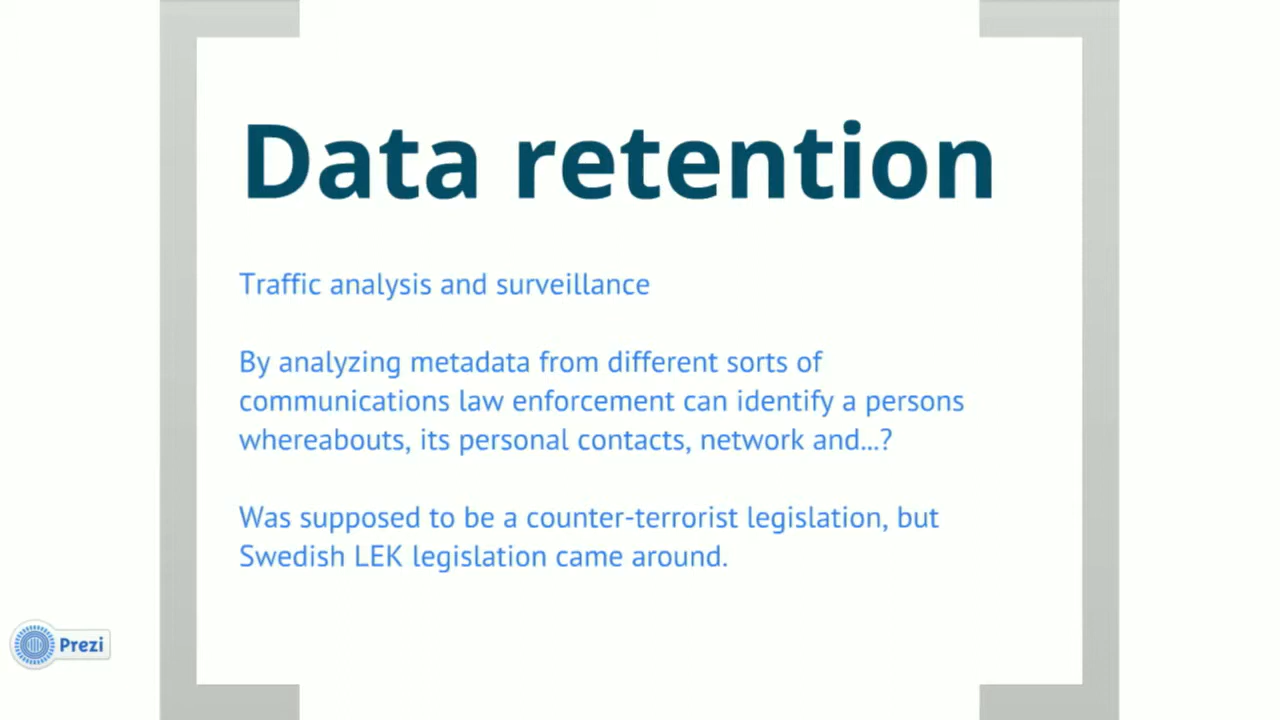 Data retention
Traffic analysis and surveillance
By analyzing metadata from different sorts of
communications law enforcement can identify a persons
whereabouts, its personal contacts, network and...?
Was supposed to be a counter-terrorist legislation, but
Swedish LEK legislation came around.
Prezi